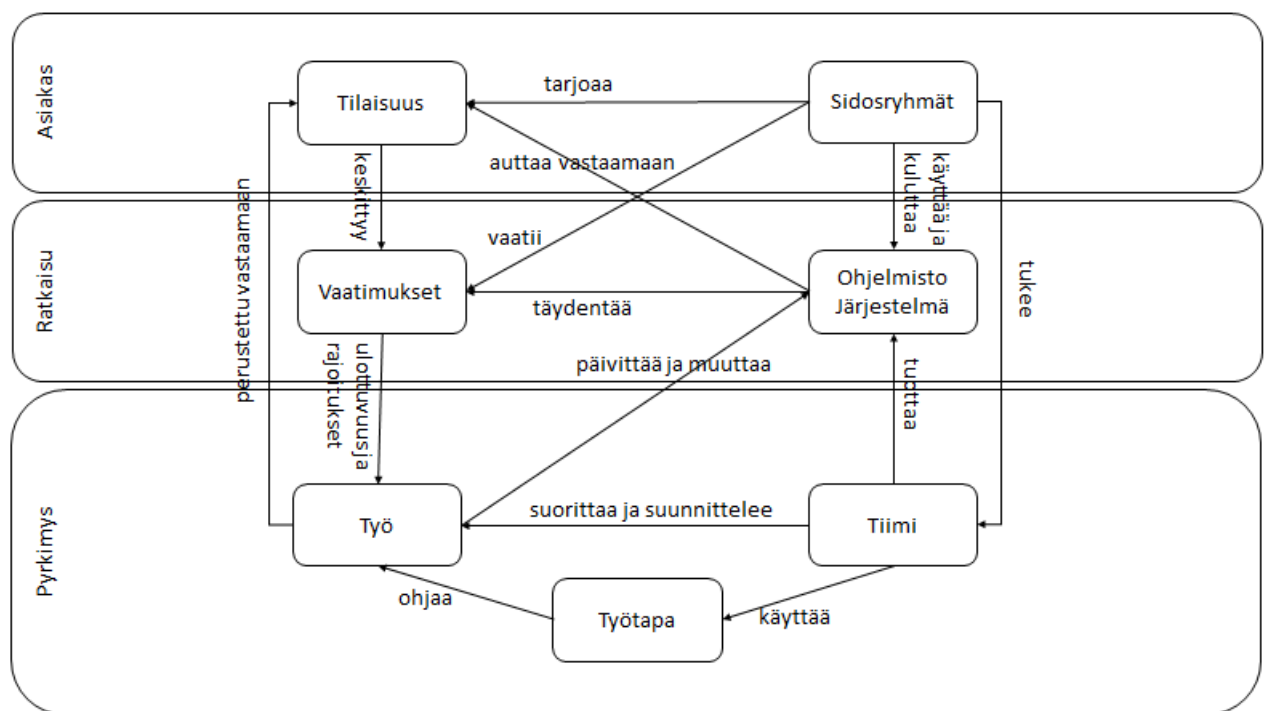 Asiakas
Tilaisuus
tarjoaa
Sidosryhmät
keskittyy
auttaa vastaamaan
käyttää ja
kuluttaa
perustettu vastaamaan
Ratkaisu
vaatii
Vaatimukset
täydentää
Ohjelmisto
Järjestelmä
tukee
ulottuvuus ja
rajoitukset
päivittää ja muuttaa
tuottaa
Pyrkimys
Työ
suorittaa ja suunnittelee
Tiimi
ohjaa
Työtapa
käyttää